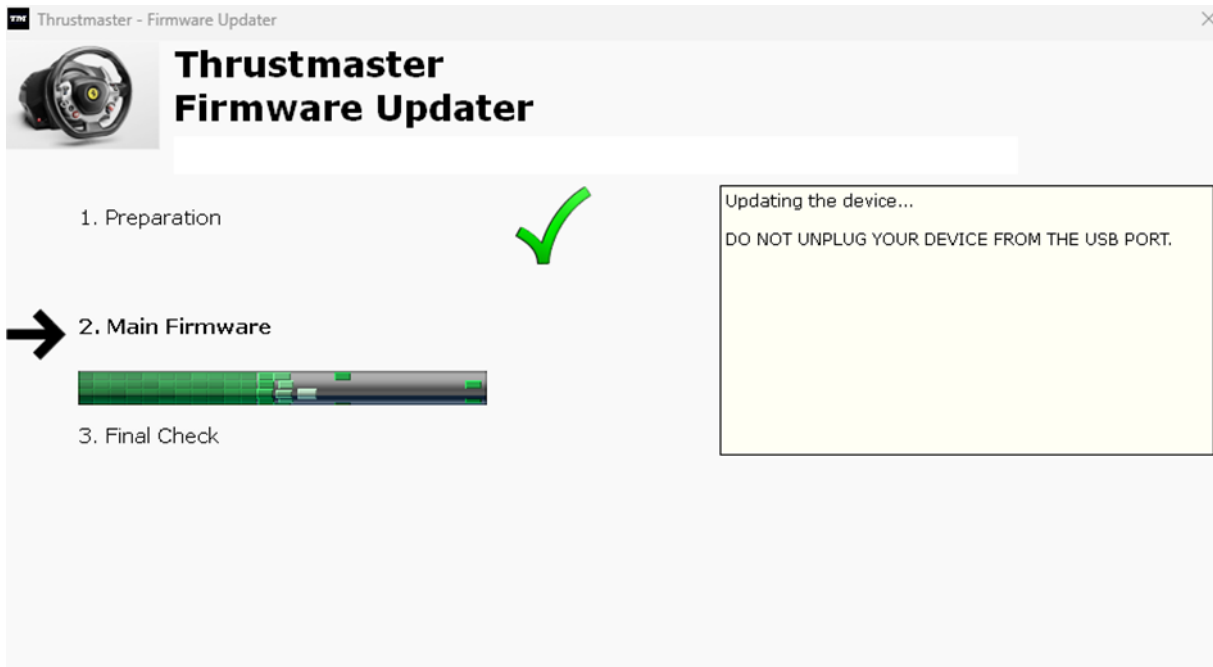 TM Thrustmaster - Firmware Updater
Thrustmaster
Firmware Updater
1. Preparation
Updating the device...
DO NOT UNPLUG YOUR DEVICE FROM THE USB PORT.
2. Main Firmware
3. Final Check